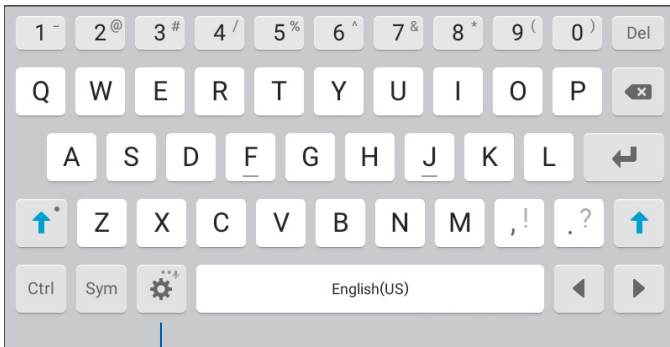 1 - 2 @ 3 # 4 / 5 % 6 ^ 7 & 8 * 9 ( 0 ) Del
Q W E R T Y U I O P
A S D F G H J K L
Z X C V B N M , ! . ?
Ctrl Sym English(US)